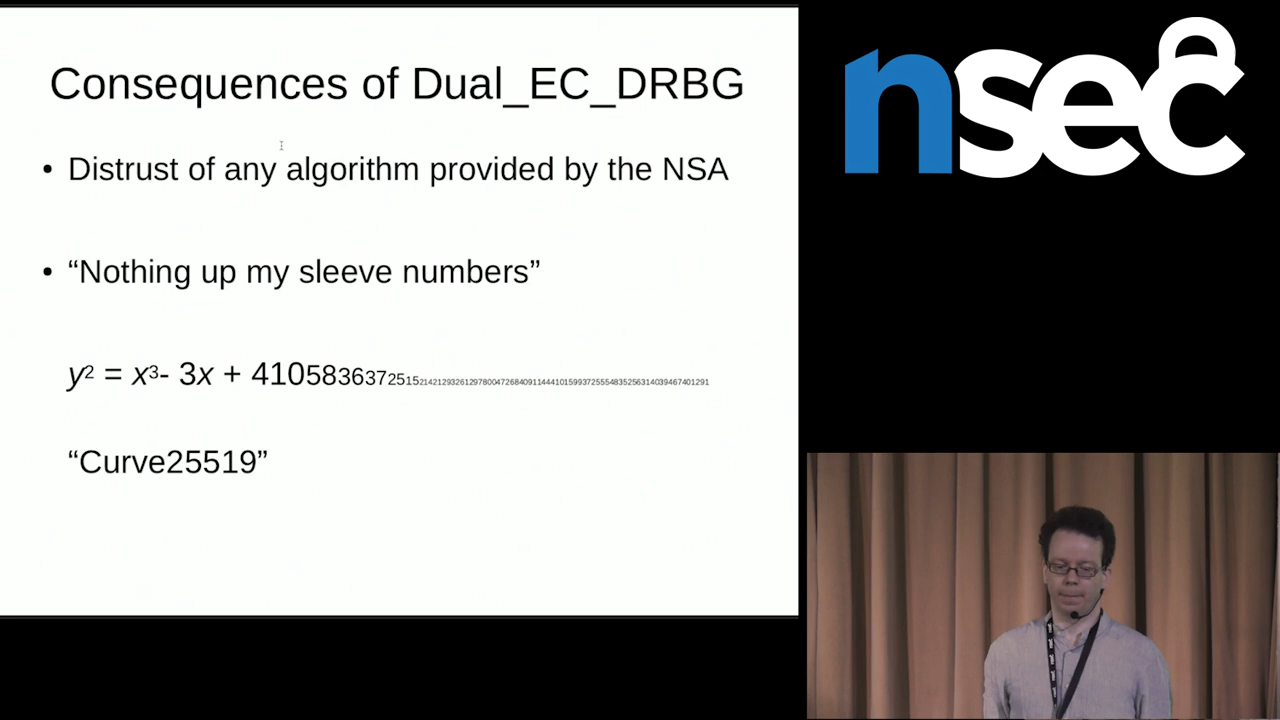 Consequences of Dual_EC_DRBG
• Distrust of any algorithm provided by the NSA
• “Nothing up my sleeve numbers”
y² = x³- 3x + 41058363725152142129326129780047268409114441015993725554835256314039467401291
“Curve25519”
nsec